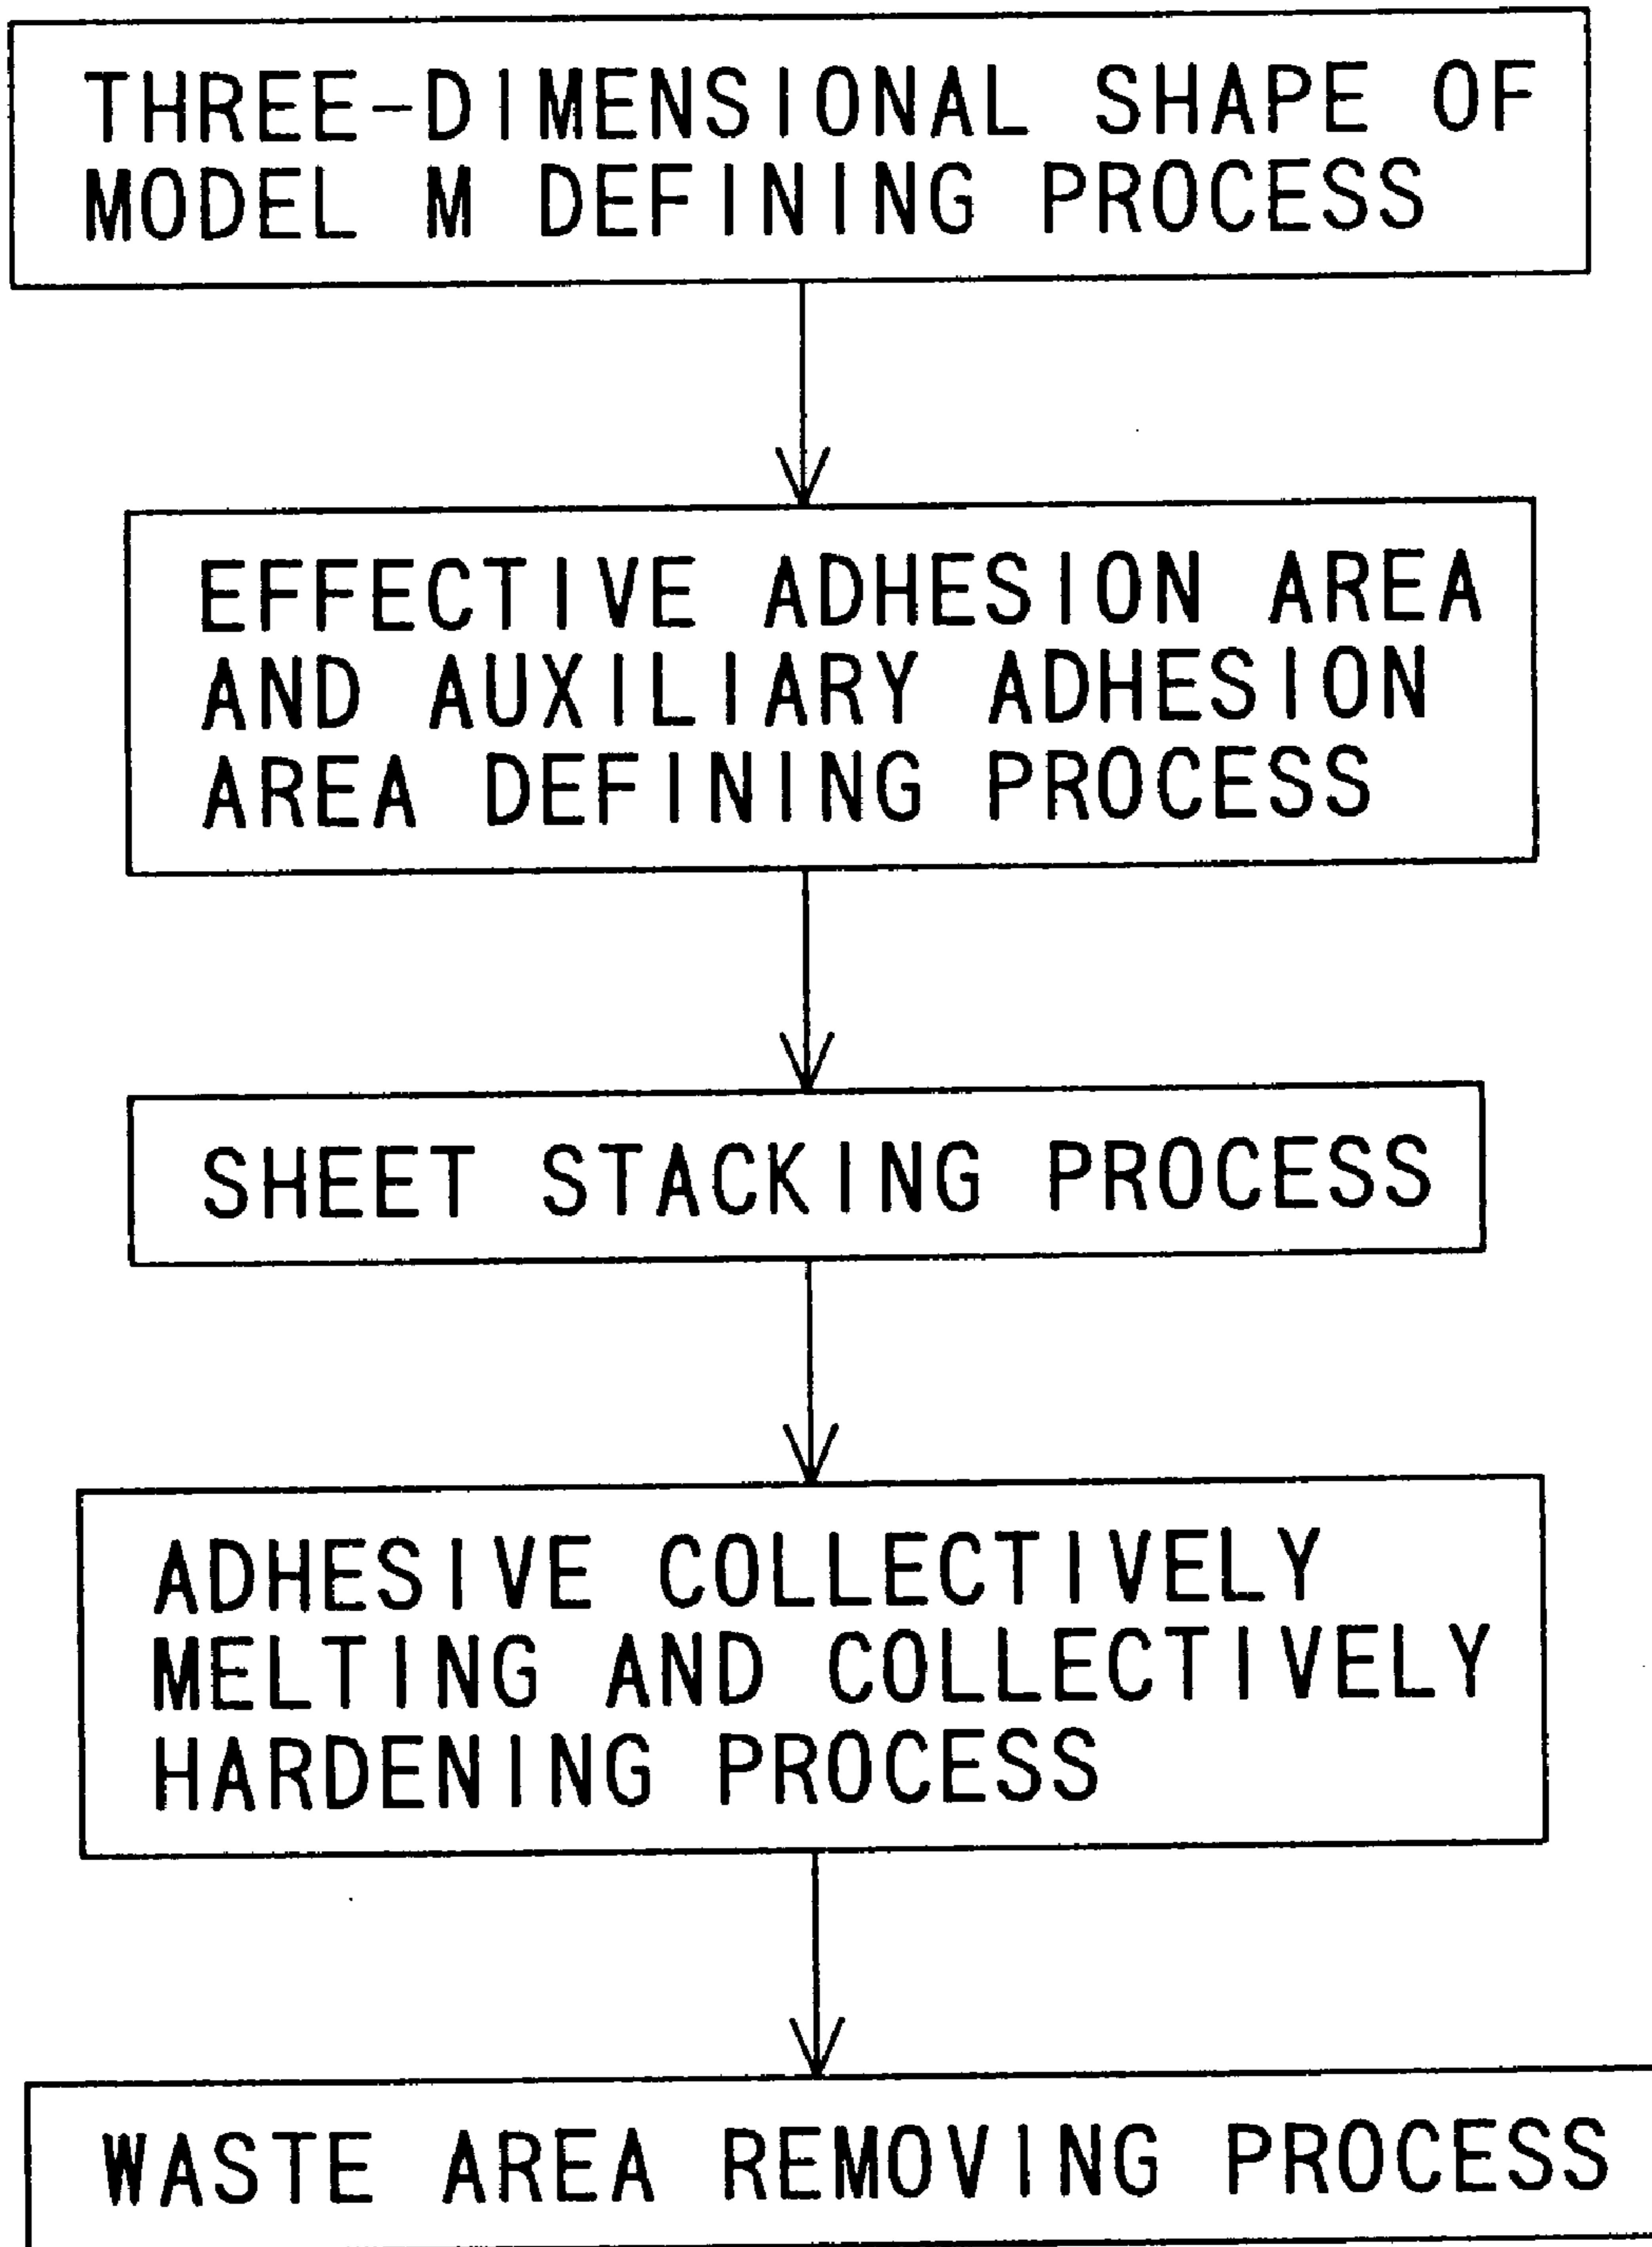 THREE-DIMENSIONAL SHAPE OF
MODEL M DEFINING PROCESS
EFFECTIVE ADHESION AREA
AND AUXILIARY ADHESION
AREA DEFINING PROCESS
SHEET STACKING PROCESS
ADHESIVE COLLECTIVELY
MELTING AND COLLECTIVELY
HARDENING PROCESS
WASTE AREA REMOVING PROCESS